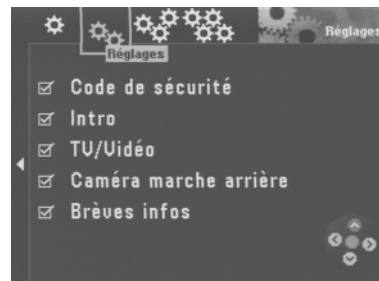 Réglages
Réglages
Code de sécurité
Intro
TV/Vidéo
Caméra marche arrière
Brèves infos